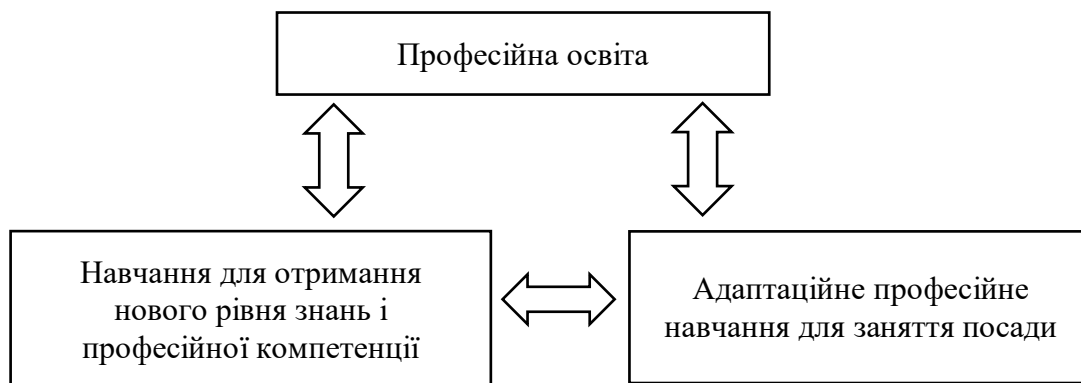 Професійна освіта
Навчання для отримання
нового рівня знань і
професійної компетенції
Адаптаційне професійне
навчання для заняття посади